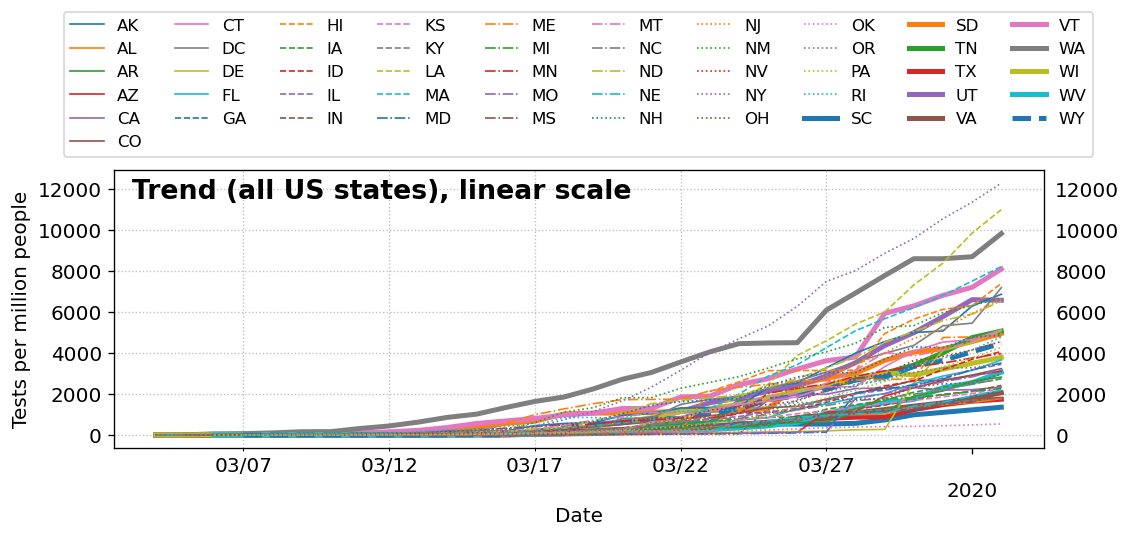 AK CT HI KS ME MT NJ OK SD VT
AL DC IA KY MI NC NM OR TN WA
AR DE ID LA MN ND NV PA TX WI
AZ FL IL MA MO NE NY RI UT WV
CA GA IN MD MS NH OH SC VA WY
CO
Trend (all US states), linear scale
Tests per million people
12000 12000
10000 10000
8000 8000
6000 6000
4000 4000
2000 2000
0 0
03/07 03/12 03/17 03/22 03/27
2020
Date